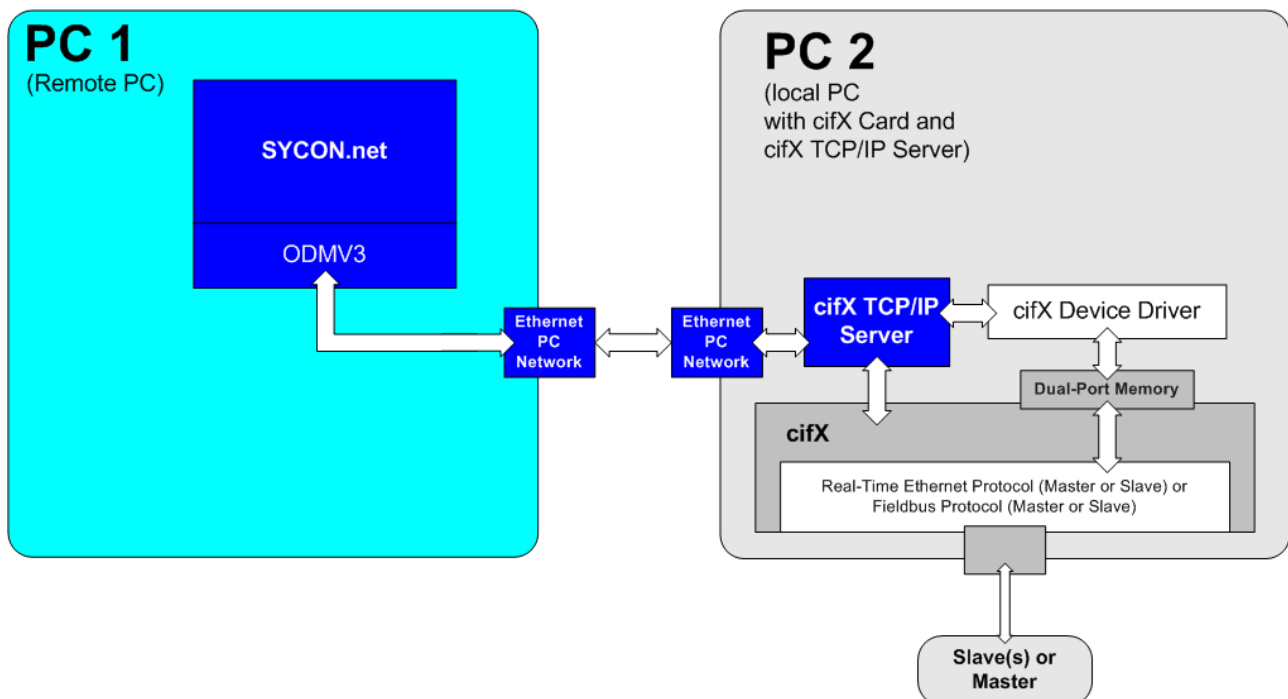 PC 1
(Remote PC)
SYCON.net
ODMV3
Ethernet
PC
Network
PC 2
(local PC
with cifX Card and
cifX TCP/IP Server)
Ethernet
PC
Network
cifX TCP/IP
Server
cifX Device Driver
Dual-Port Memory
cifX
Real-Time Ethernet Protocol (Master or Slave) or
Fieldbus Protocol (Master or Slave)
Slave(s) or
Master